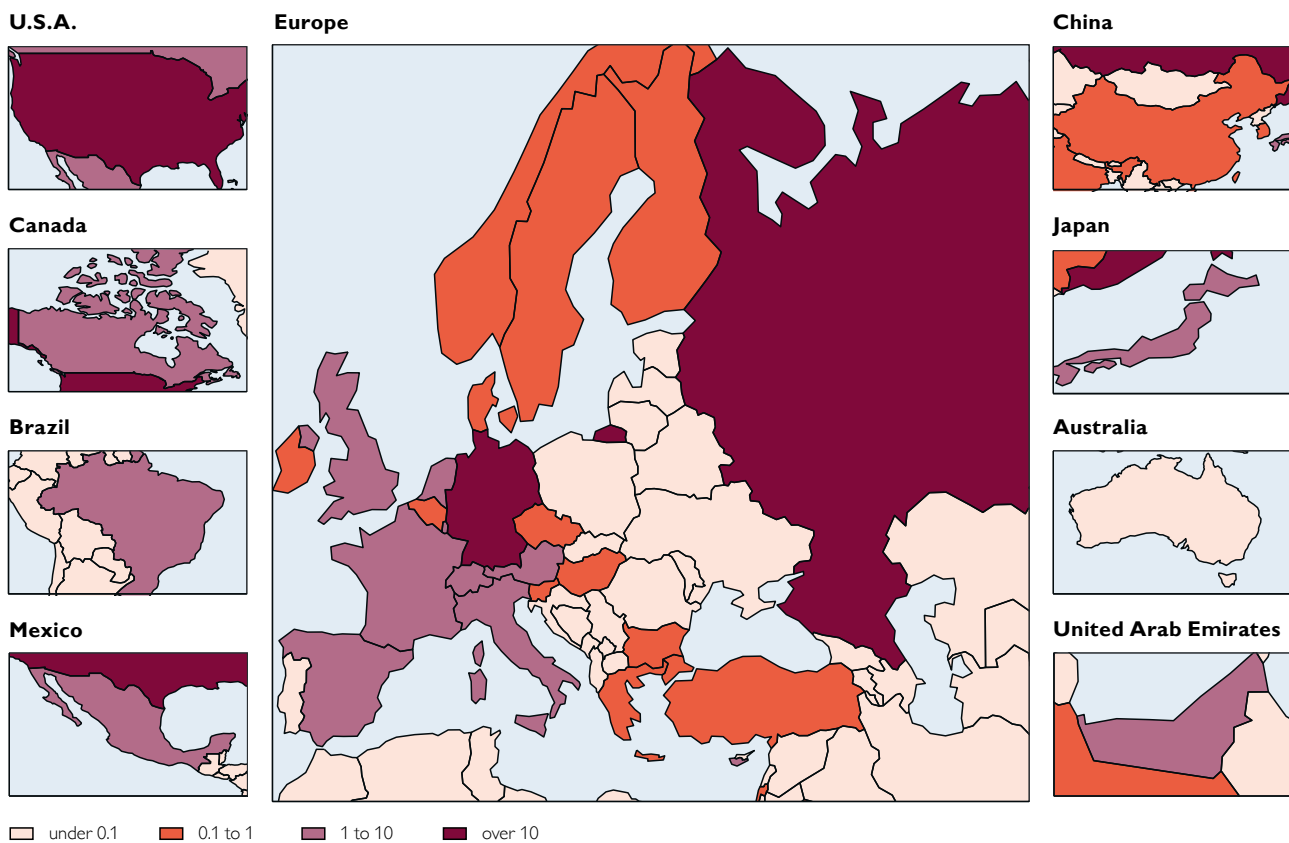 U.S.A.
Europe
China
Canada
Japan
Brazil
Australia
Mexico
United Arab Emirates
under 0.1
0.1 to 1
1 to 10
over 10